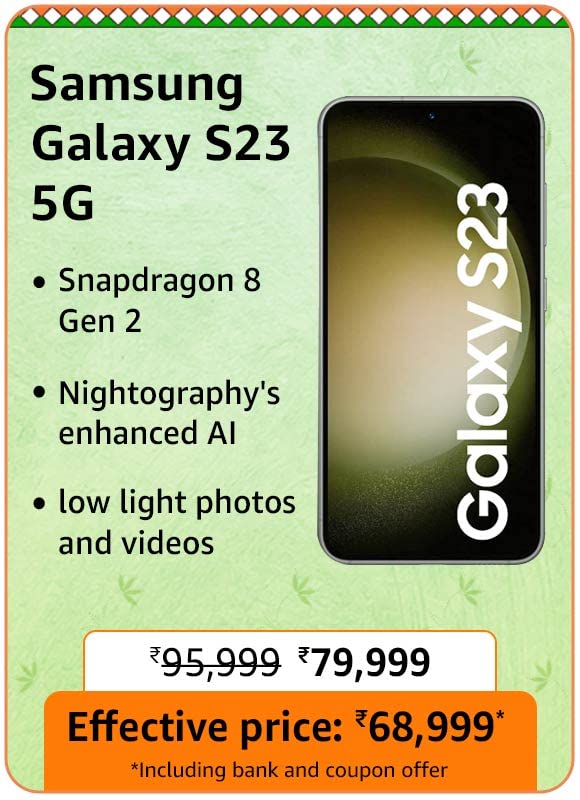 Samsung
Galaxy S23
5G
• Snapdragon 8
Gen 2
• Nightography's
enhanced AI
• low light photos
and videos
Galaxy S23
₹95,999 ₹79,999
Effective price: ₹68,999*
*Including bank and coupon offer